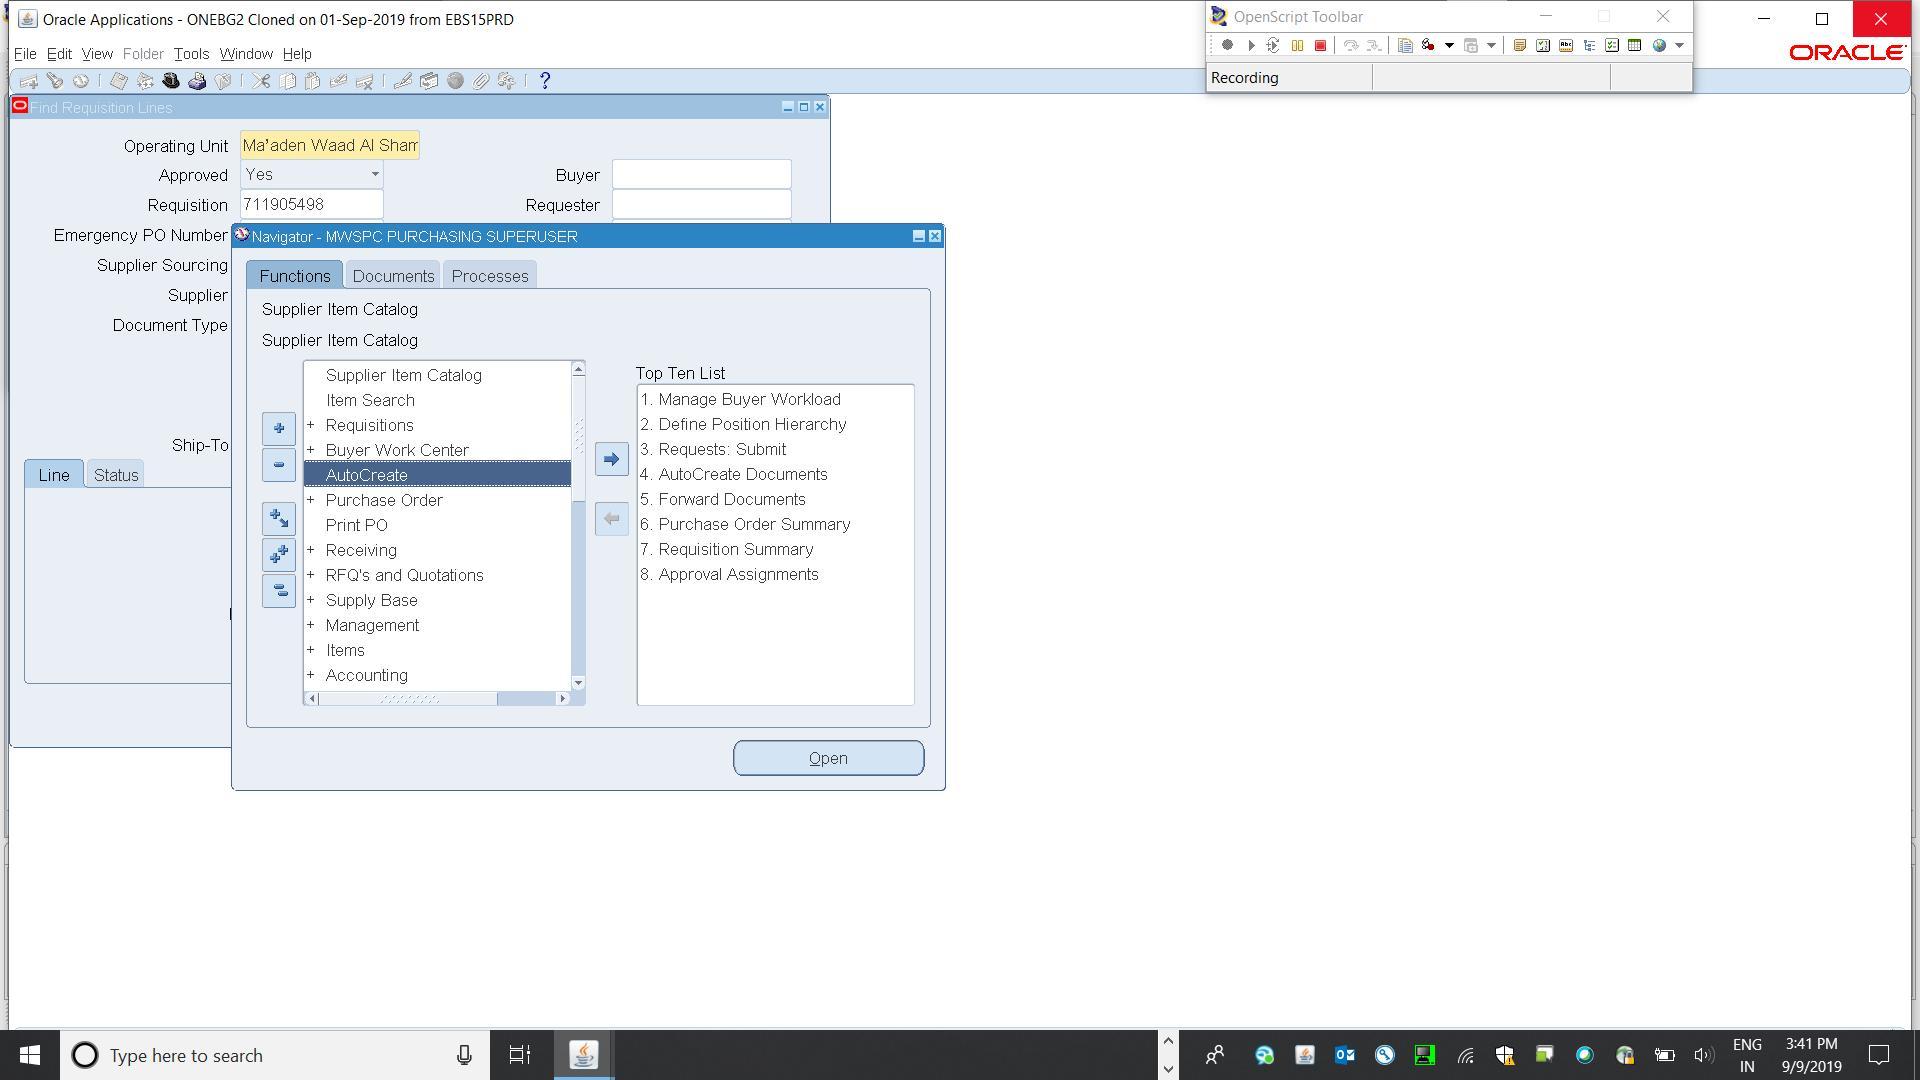 Oracle Applications - ONEBG2 Cloned on 01-Sep-2019 from EBS15PRD
OpenScript Toolbar
File Edit View Folder Tools Window Help
ORACLE
Recording
Find Requisition Lines
Operating Unit Ma'aden Waad Al Sham
Approved Yes Buyer
Requisition 711905498 Requester
Emergency PO Number
Supplier Sourcing
Supplier
Document Type
Ship-To
Line Status
Navigator - MWSPC PURCHASING SUPERUSER
Functions Documents Processes
Supplier Item Catalog
Supplier Item Catalog
Supplier Item Catalog
Item Search
+ Requisitions
+ Buyer Work Center
AutoCreate
+ Purchase Order
Print PO
+ Receiving
+ RFQ's and Quotations
+ Supply Base
+ Management
+ Items
+ Accounting
Top Ten List
1. Manage Buyer Workload
2. Define Position Hierarchy
3. Requests: Submit
4. AutoCreate Documents
5. Forward Documents
6. Purchase Order Summary
7. Requisition Summary
8. Approval Assignments
Open
Type here to search
ENG
IN
3:41 PM
9/9/2019